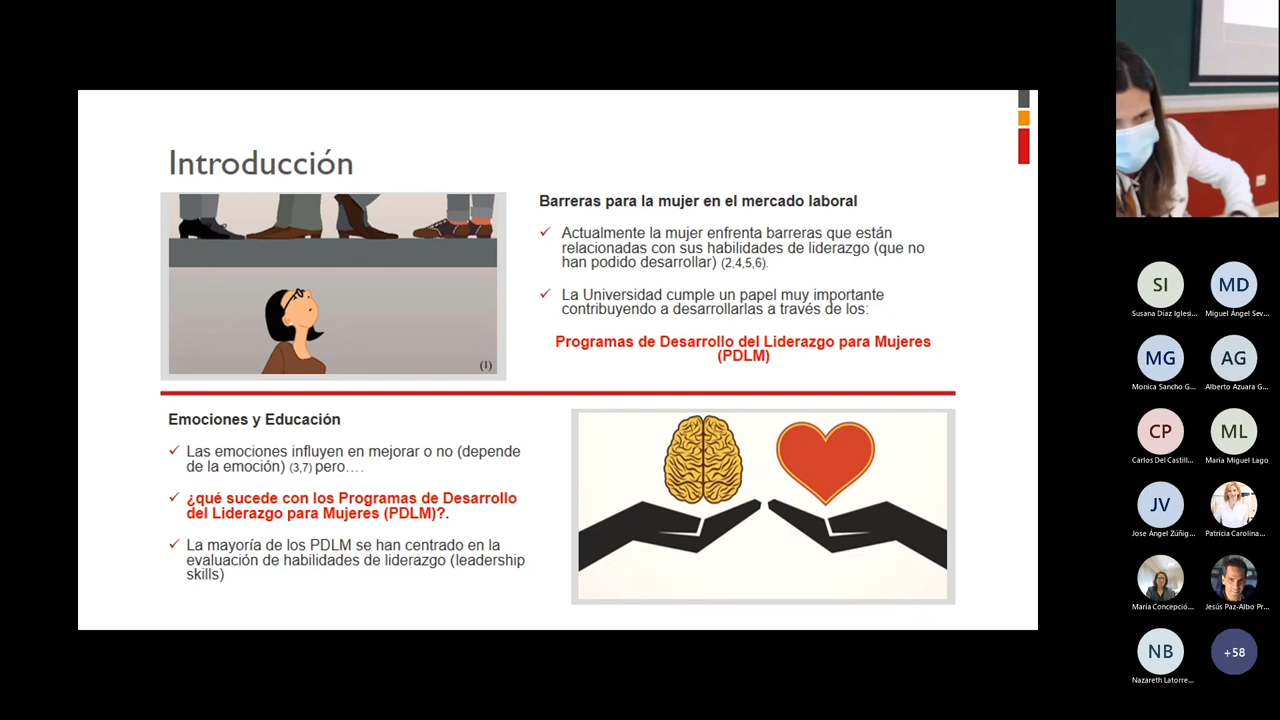 Introducción
(1)
Barreras para la mujer en el mercado laboral
Actualmente la mujer enfrenta barreras que están
relacionadas con sus habilidades de liderazgo (que no
han podido desarrollar) (2,4,5,6).
La Universidad cumple un papel muy importante
contribuyendo a desarrollarlas a través de los:
Programas de Desarrollo del Liderazgo para Mujeres
(PDLM)
Emociones y Educación
Las emociones influyen en mejorar o no (depende
de la emoción) (3,7) pero….
¿qué sucede con los Programas de Desarrollo
del Liderazgo para Mujeres (PDLM)?.
La mayoría de los PDLM se han centrado en la
evaluación de habilidades de liderazgo (leadership
skills)
SI
MD
Susana Díaz Iglesi...
Miguel Ángel Sev...
MG
AG
Monica Sancho G...
Alberto Azuara G...
CP
ML
Carlos Del Castill...
María Miguel Lago
JV
José Ángel Zúñig...
Patricia Carolina...
María Concepció...
Jesús Paz-Albo Pr...
NB
+58
Nazareth Latorre...